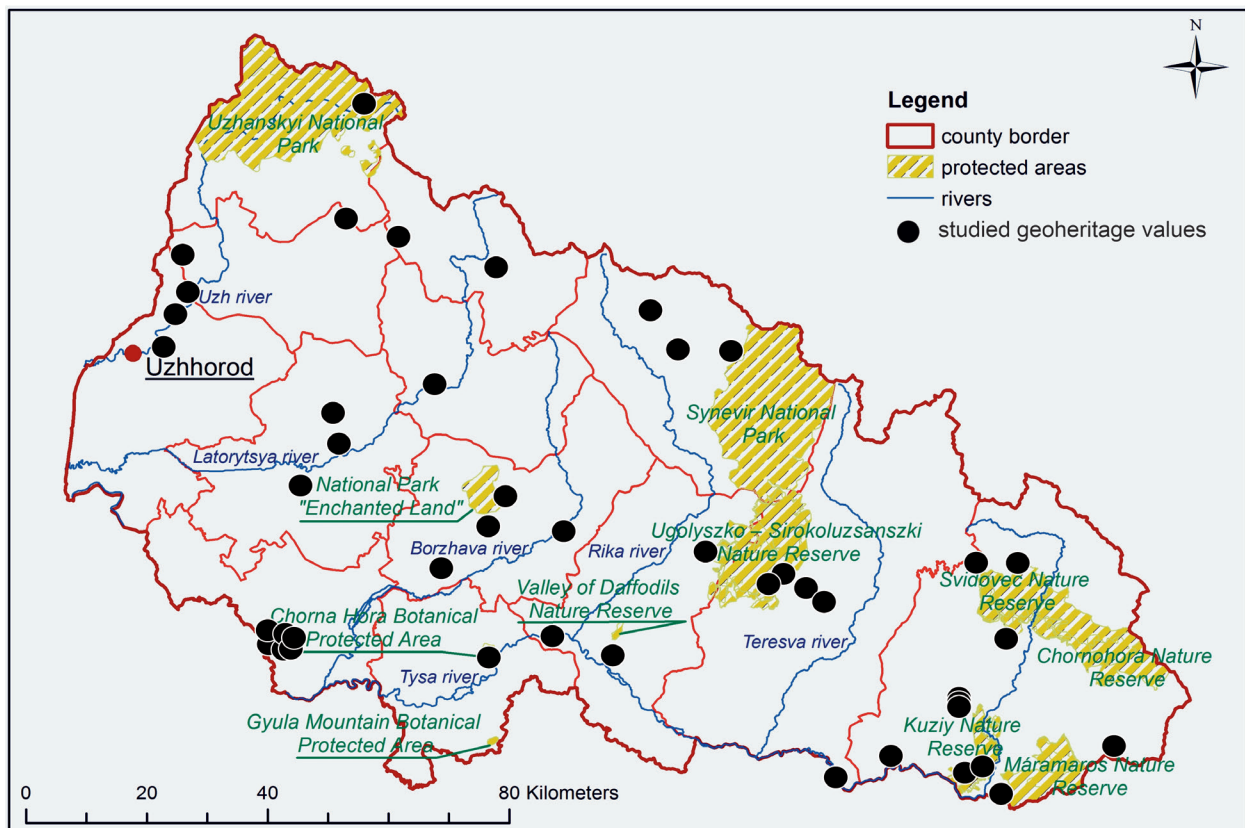 N
Legend
county border
protected areas
rivers
studied geoheritage values
Uzhanskyi National
Park
Uzh river
Uzhhorod
Latorytsya river
National Park
"Enchanted Land"
Synevir National
Park
Borzhava river
Rika river
Ugolyszko – Sirokoluzsanszki
Nature Reserve
Valley of Daffodils
Nature Reserve
Svidovec Nature
Reserve
Chorna Hora Botanical
Protected Area
Teresva river
Chornohora Nature
Reserve
Tysa river
Gyula Mountain Botanical
Protected Area
Kuziy Nature
Reserve
Máramaros Nature
Reserve
0 20 40 80 Kilometers